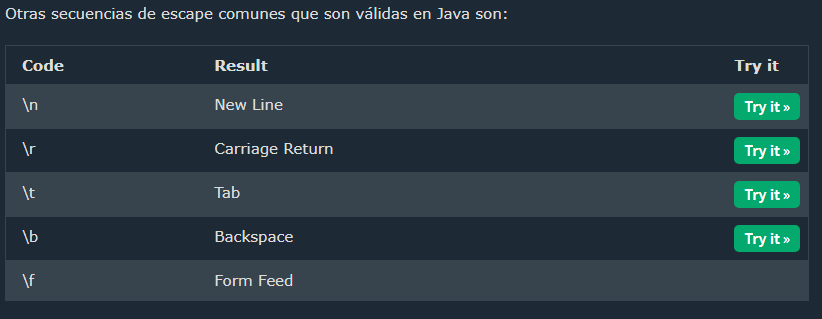 Otras secuencias de escape comunes que son válidas en Java son:
Code Result Try it
\n New Line Try it »
\r Carriage Return Try it »
\t Tab Try it »
\b Backspace Try it »
\f Form Feed